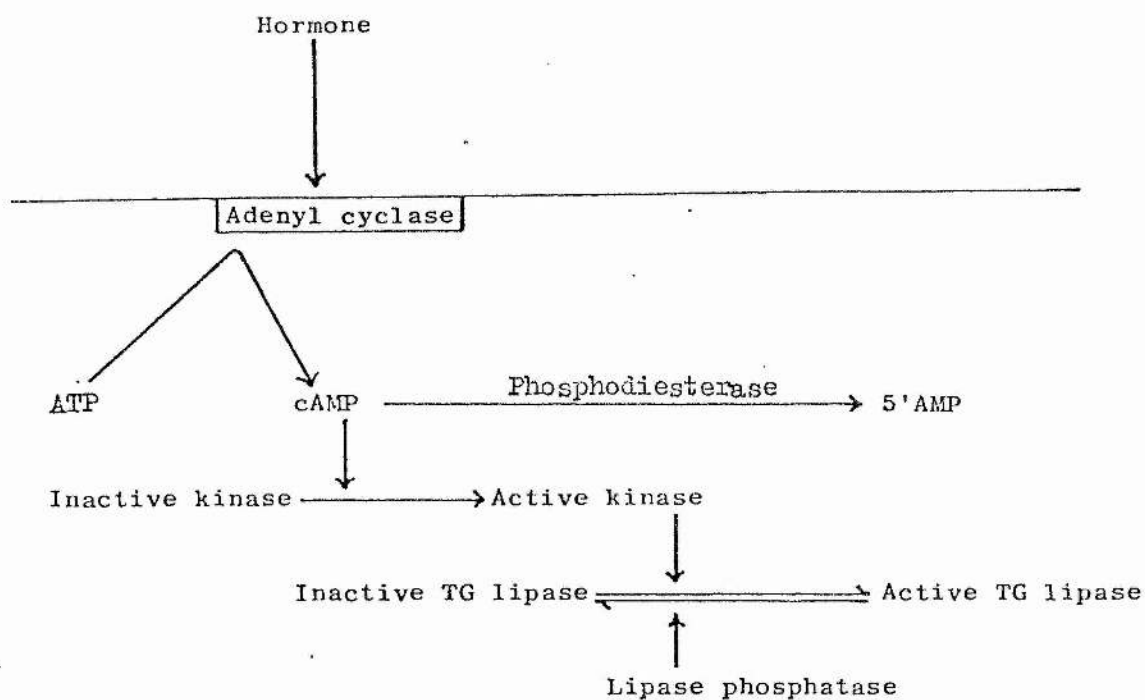 Hormone
Adenyl cyclase
Phosphodiesterase
ATP cAMP 5'AMP
Inactive kinase Active kinase
Inactive TG lipase Active TG lipase
Lipase phosphatase